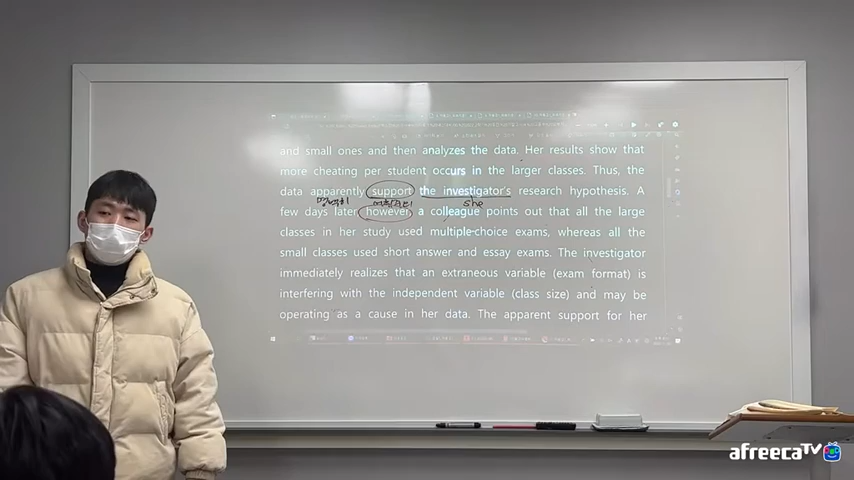 and small ones and then analyzes the data. Her results show that
more cheating per student occurs in the larger classes. Thus, the
data apparently support the investigator's research hypothesis. A
she
few days later, however, a colleague points out that all the large
classes in her study used multiple-choice exams, whereas all the
small classes used short answer and essay exams. The investigator
immediately realizes that an extraneous variable (exam format) is
interfering with the independent variable (class size) and may be
operating as a cause in her data. The apparent support for her
afreecaTV